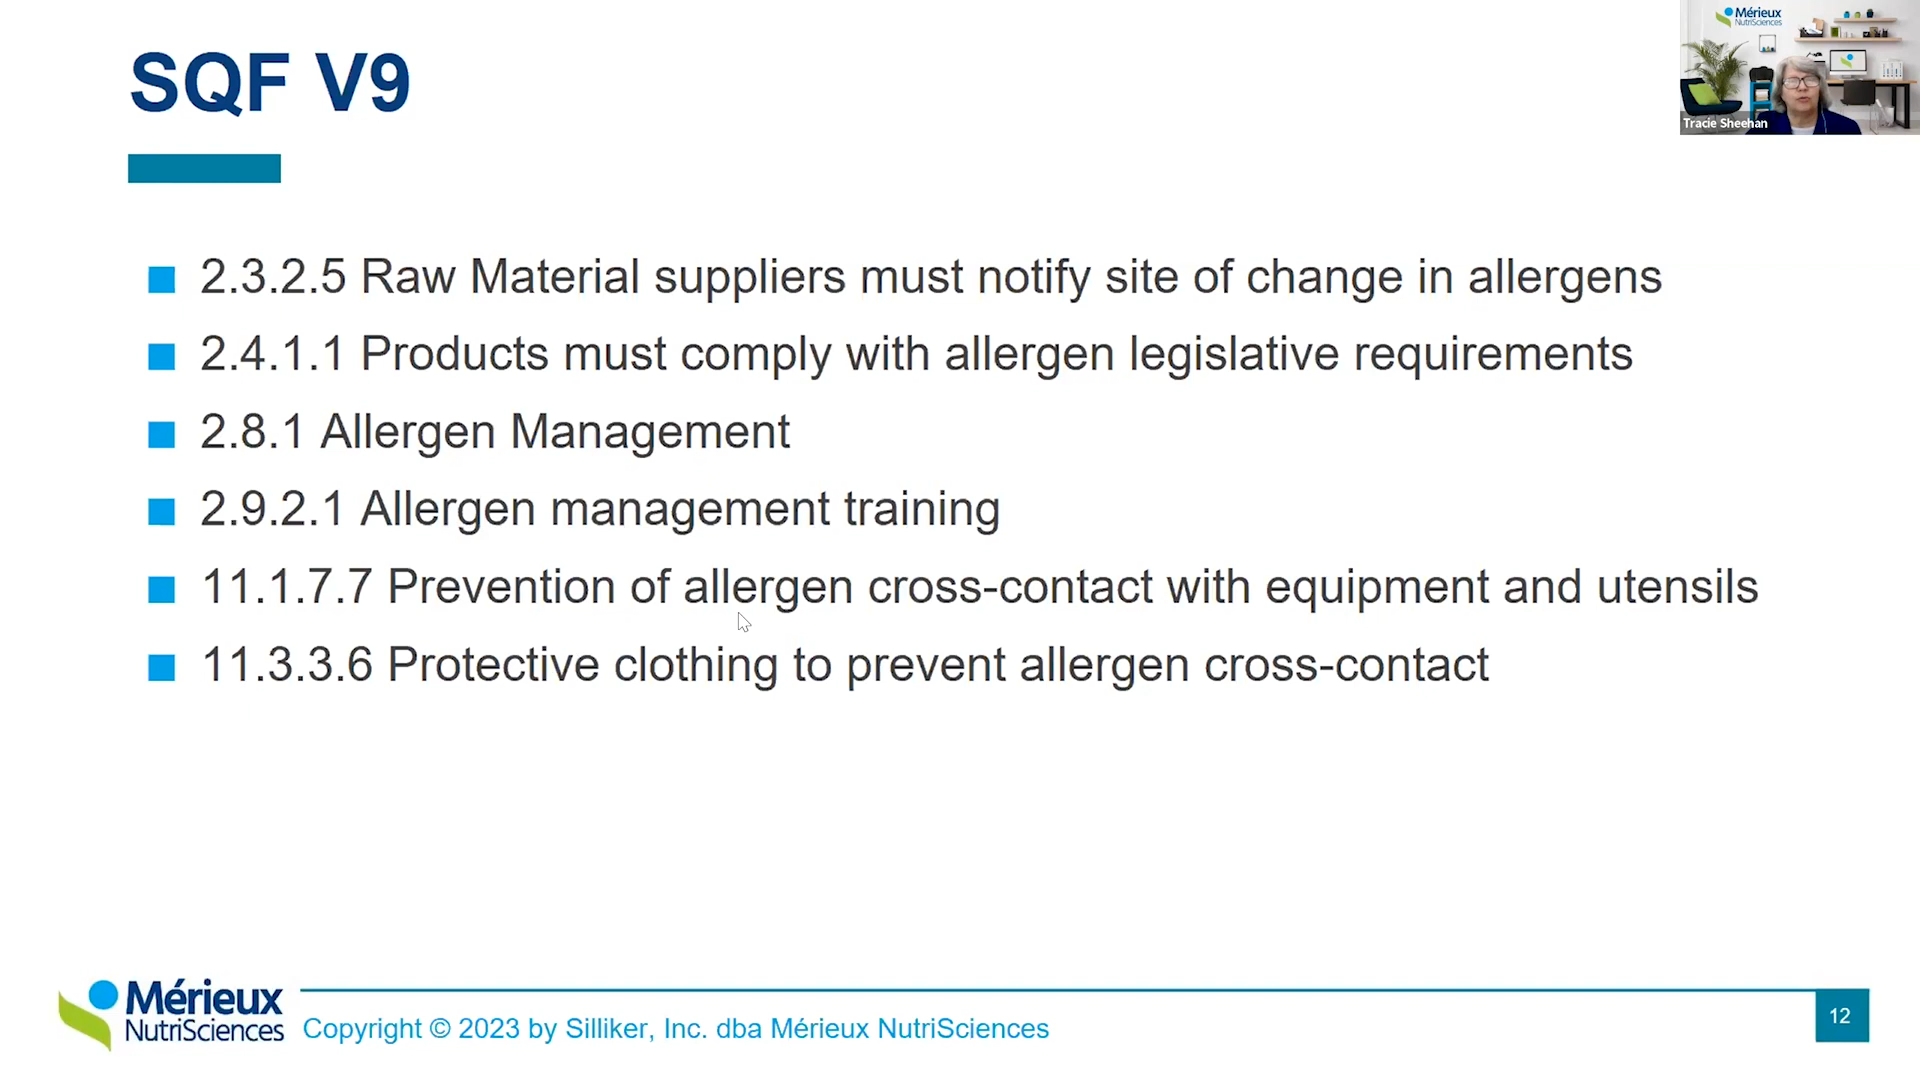 SQF V9
Mérieux
NutriSciences
Tracie Sheehan
2.3.2.5 Raw Material suppliers must notify site of change in allergens
2.4.1.1 Products must comply with allergen legislative requirements
2.8.1 Allergen Management
2.9.2.1 Allergen management training
11.1.7.7 Prevention of allergen cross-contact with equipment and utensils
11.3.3.6 Protective clothing to prevent allergen cross-contact
Mérieux
NutriSciences
Copyright © 2023 by Silliker, Inc. dba Mérieux NutriSciences
12